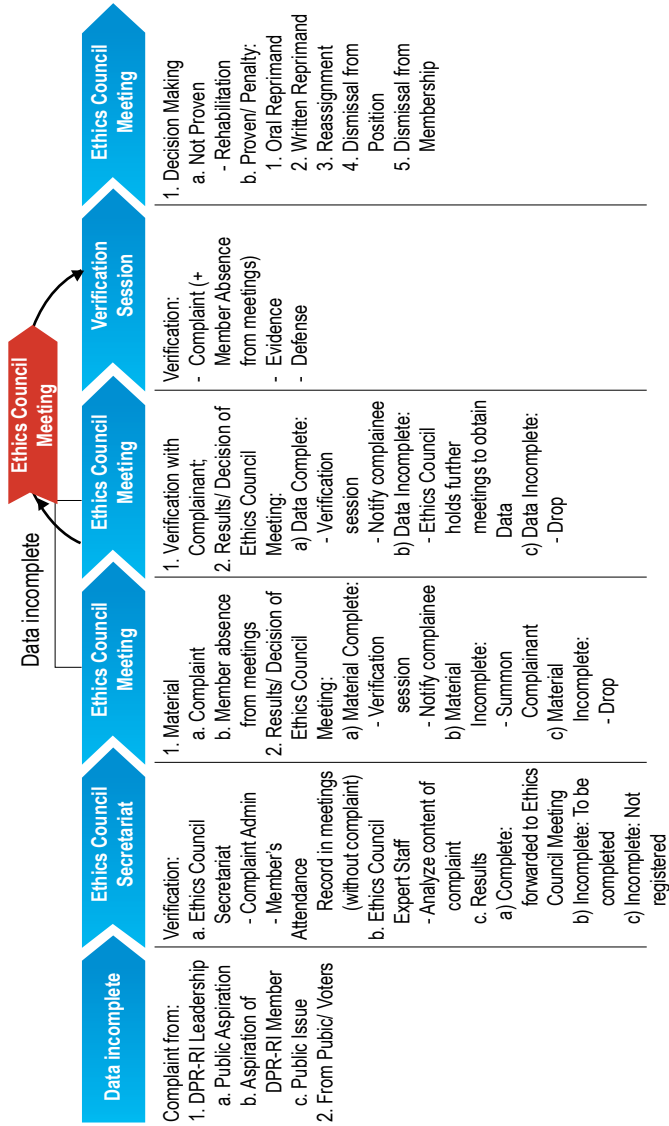 Data incomplete
Ethics Council
Meeting
Data incomplete
Complaint from:
1. DPR-RI Leadership
a. Public Aspiration
b. Aspiration of
DPR-RI Member
c. Public Issue
2. From Pubic/ Voters
Ethics Council
Secretariat
Verification:
a. Ethics Council
Secretariat
- Complaint Admin
- Member's
Attendance
Record in meetings
(without complaint)
b. Ethics Council
Expert Staff
- Analyze content of
complaint
c. Results
a) Complete:
forwarded to Ethics
Council Meeting
b) Incomplete: To be
completed
c) Incomplete: Not
registered
Ethics Council
Meeting
1. Material
a. Complaint
b. Member absence
from meetings
2. Results/ Decision of
Ethics Council
Meeting:
a) Material Complete:
- Verification
session
- Notify complainee
b) Material
Incomplete:
- Summon
Complainant
c) Material
Incomplete:
- Drop
Ethics Council
Meeting
1. Verification with
Complainant;
2. Results/ Decision of
Ethics Council
Meeting:
a) Data Complete:
- Verification
session
- Notify complainee
b) Data Incomplete:
- Ethics Council
holds further
meetings to obtain
Data
c) Data Incomplete:
- Drop
Verification
Session
Verification:
- Complaint (+
Member Absence
from meetings)
- Evidence
- Defense
Ethics Council
Meeting
1. Decision Making
a. Not Proven
- Rehabilitation
b. Proven/ Penalty:
1. Oral Reprimand
2. Written Reprimand
3. Reassignment
4. Dismissal from
Position
5. Dismissal from
Membership